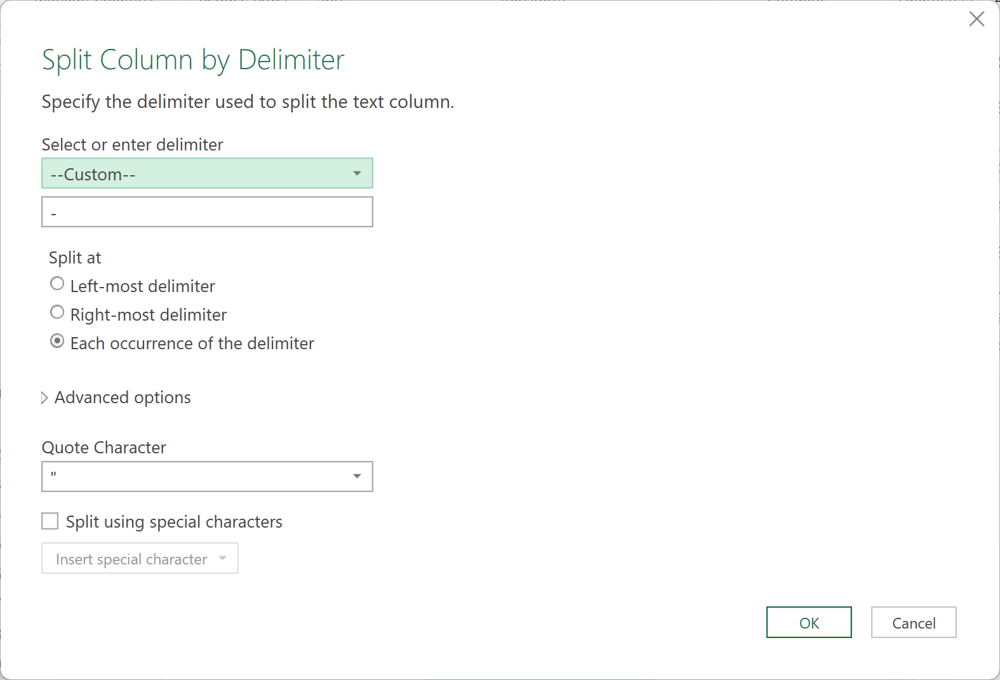 Split Column by Delimiter
Specify the delimiter used to split the text column.
Select or enter delimiter
--Custom--
-
Split at
Left-most delimiter
Right-most delimiter
Each occurrence of the delimiter
Advanced options
Quote Character
"
Split using special characters
Insert special character
OK
Cancel